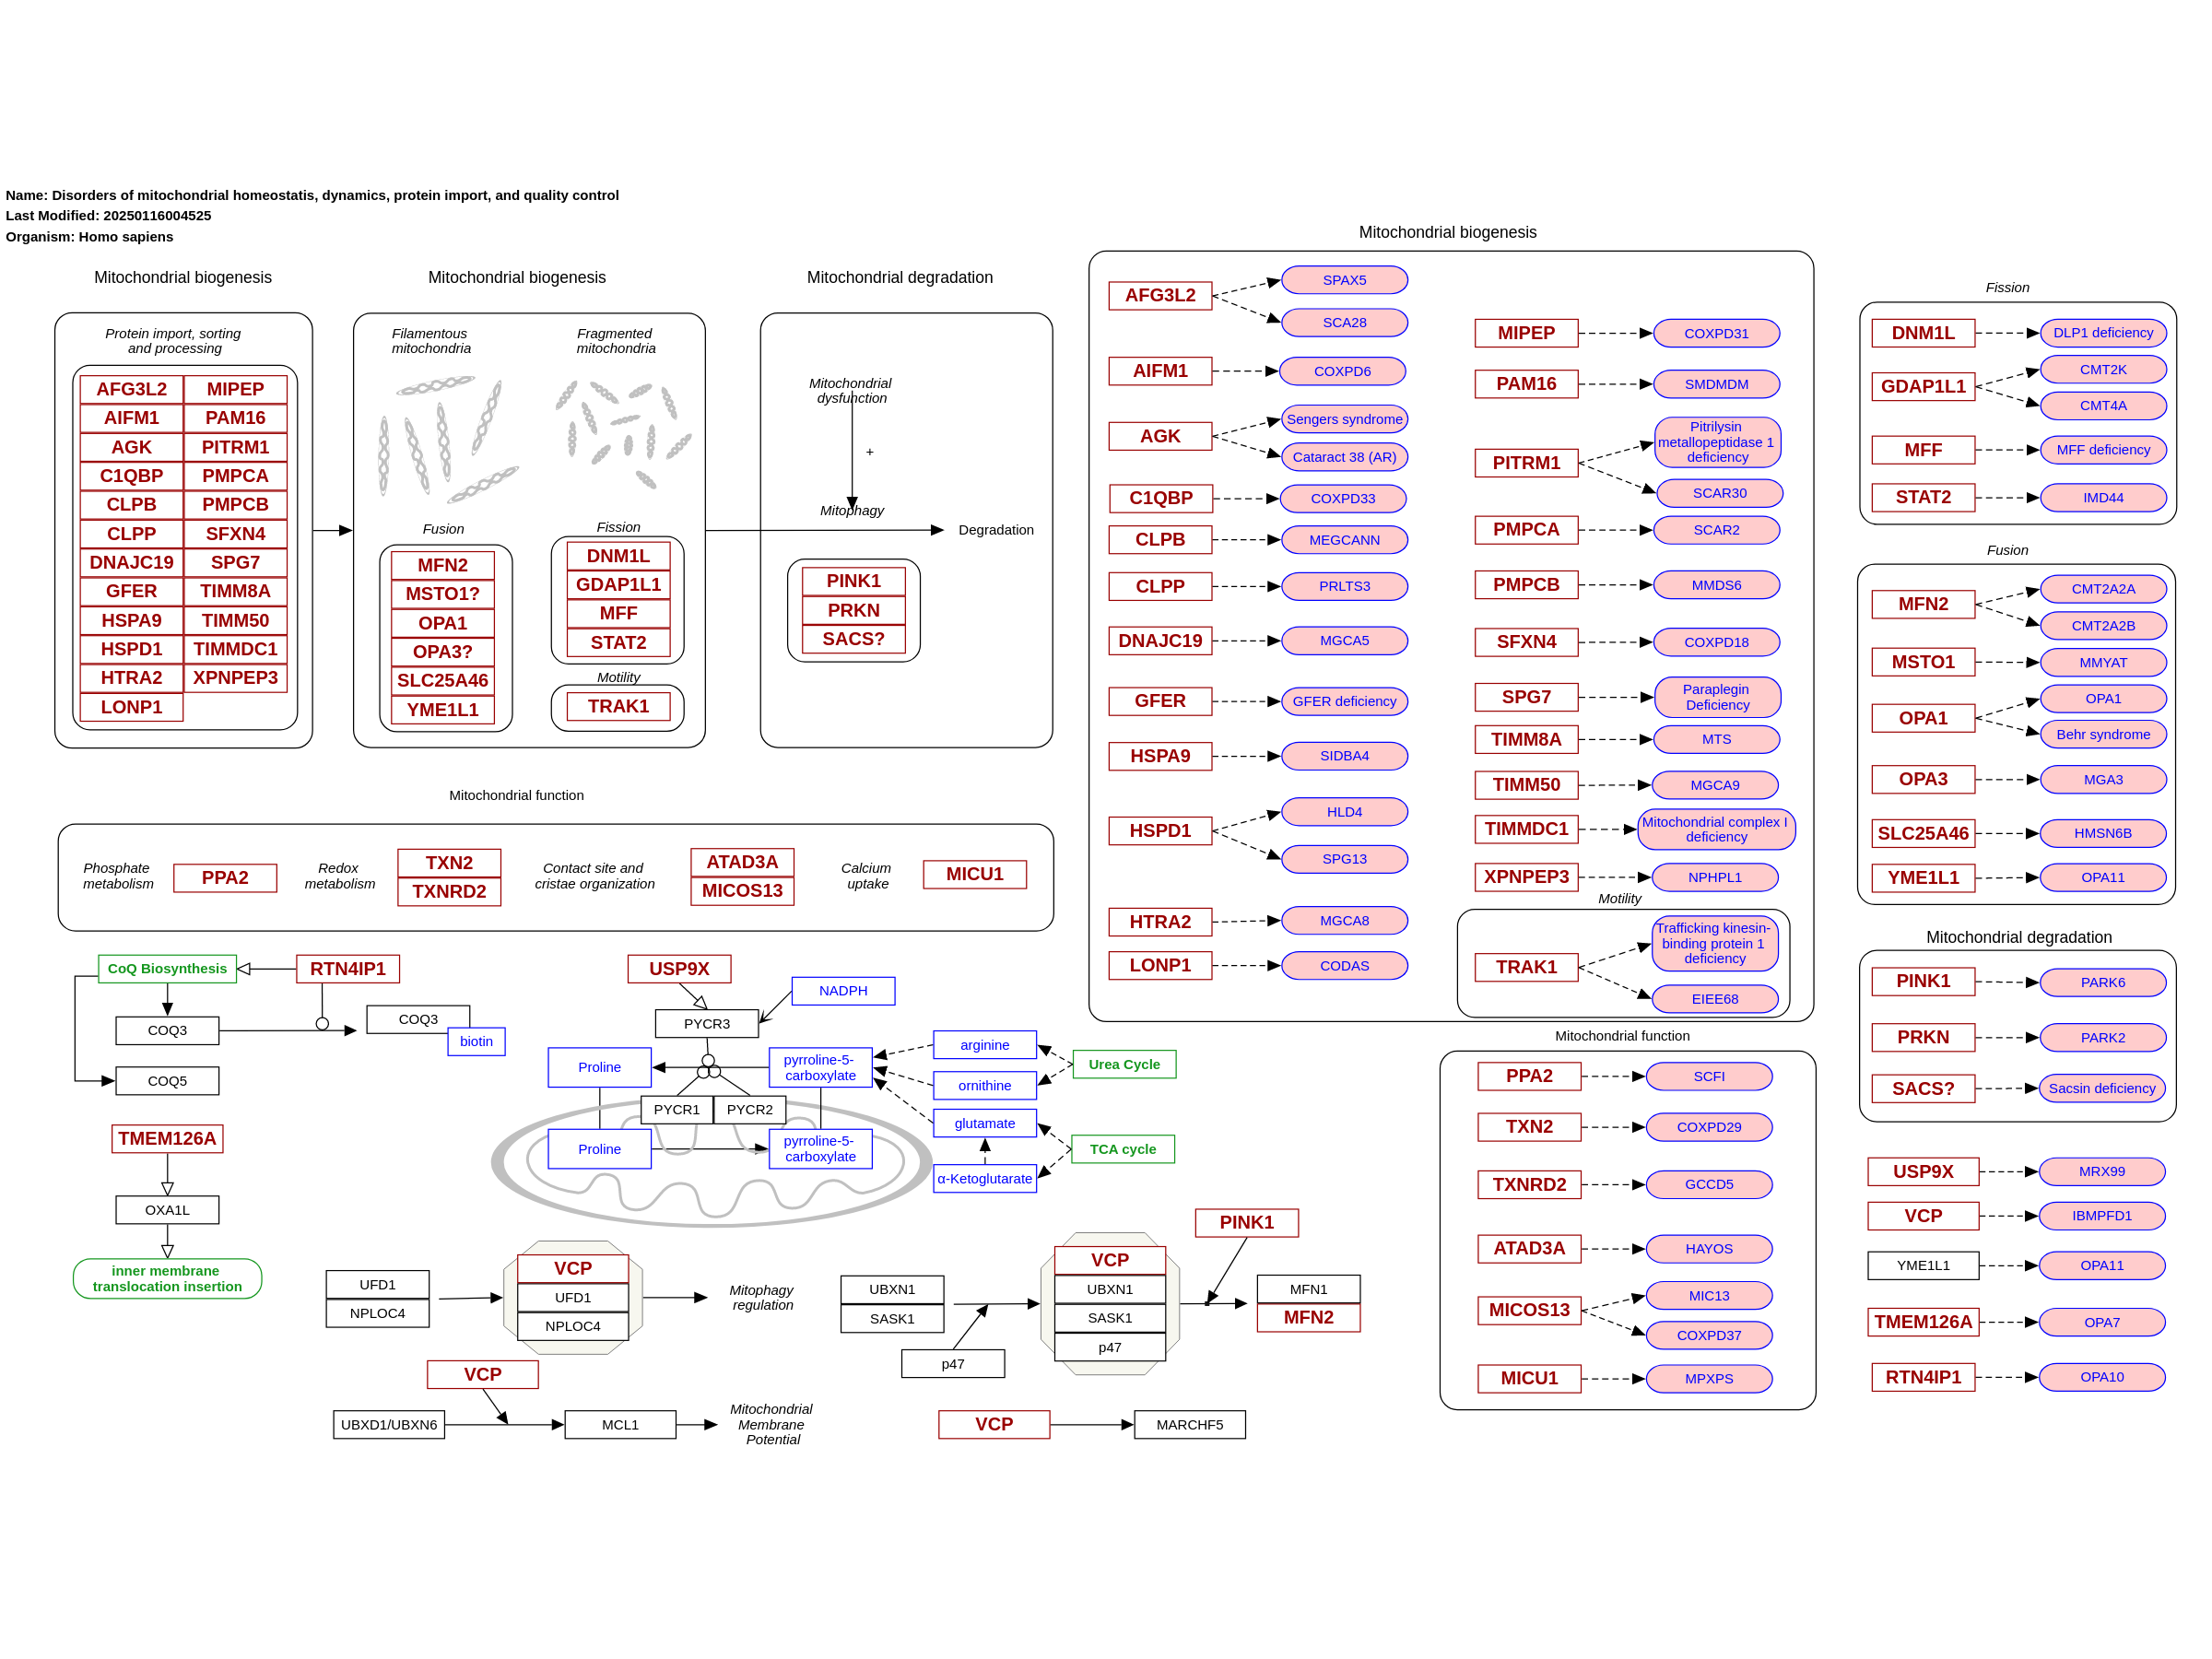 Name: Disorders of mitochondrial homeostatis, dynamics, protein import, and quality control
Last Modified: 20250116004525
Organism: Homo sapiens
Mitochondrial biogenesis
Protein import, sorting
and processing
AFG3L2
MIPEP
AIFM1
PAM16
AGK
PITRM1
C1QBP
PMPCA
CLPB
PMPCB
CLPP
SFXN4
DNAJC19
SPG7
GFER
TIMM8A
HSPA9
TIMM50
HSPD1
TIMMDC1
HTRA2
XPNPEP3
LONP1
Mitochondrial biogenesis
Filamentous
mitochondria
Fragmented
mitochondria
Fusion
MFN2
MSTO1?
OPA1
OPA3?
SLC25A46
YME1L1
Fission
DNM1L
GDAP1L1
MFF
STAT2
Motility
TRAK1
Mitochondrial degradation
Mitochondrial
dysfunction
+
Mitophagy
Degradation
PINK1
PRKN
SACS?
Mitochondrial function
Phosphate
metabolism
PPA2
Redox
metabolism
TXN2
TXNRD2
Contact site and
cristae organization
ATAD3A
MICOS13
Calcium
uptake
MICU1
CoQ Biosynthesis
RTN4IP1
COQ3
COQ3
biotin
COQ5
TMEM126A
OXA1L
inner membrane
translocation insertion
USP9X
NADPH
PYCR3
Proline
pyrroline-5-
carboxylate
PYCR1
PYCR2
Proline
pyrroline-5-
carboxylate
arginine
ornithine
glutamate
α-Ketoglutarate
Urea Cycle
TCA cycle
UFD1
NPLOC4
VCP
UFD1
NPLOC4
Mitophagy
regulation
VCP
UBXD1/UBXN6
MCL1
Mitochondrial
Membrane
Potential
UBXN1
SASK1
p47
VCP
UBXN1
SASK1
p47
PINK1
MFN1
MFN2
VCP
MARCHF5
Mitochondrial biogenesis
AFG3L2
SPAX5
SCA28
AIFM1
COXPD6
AGK
Sengers syndrome
Cataract 38 (AR)
C1QBP
COXPD33
CLPB
MEGCANN
CLPP
PRLTS3
DNAJC19
MGCA5
GFER
GFER deficiency
HSPA9
SIDBA4
HSPD1
HLD4
SPG13
HTRA2
MGCA8
LONP1
CODAS
MIPEP
COXPD31
PAM16
SMDMDM
PITRM1
Pitrilysin
metallopeptidase 1
deficiency
SCAR30
PMPCA
SCAR2
PMPCB
MMDS6
SFXN4
COXPD18
SPG7
Paraplegin
Deficiency
TIMM8A
MTS
TIMM50
MGCA9
TIMMDC1
Mitochondrial complex I
deficiency
XPNPEP3
NPHPL1
Motility
TRAK1
Trafficking kinesin-
binding protein 1
deficiency
EIEE68
Mitochondrial function
PPA2
SCFI
TXN2
COXPD29
TXNRD2
GCCD5
ATAD3A
HAYOS
MICOS13
MIC13
COXPD37
MICU1
MPXPS
Fission
DNM1L
DLP1 deficiency
GDAP1L1
CMT2K
CMT4A
MFF
MFF deficiency
STAT2
IMD44
Fusion
MFN2
CMT2A2A
CMT2A2B
MSTO1
MMYAT
OPA1
OPA1
Behr syndrome
OPA3
MGA3
SLC25A46
HMSN6B
YME1L1
OPA11
Mitochondrial degradation
PINK1
PARK6
PRKN
PARK2
SACS?
Sacsin deficiency
USP9X
MRX99
VCP
IBMPFD1
YME1L1
OPA11
TMEM126A
OPA7
RTN4IP1
OPA10